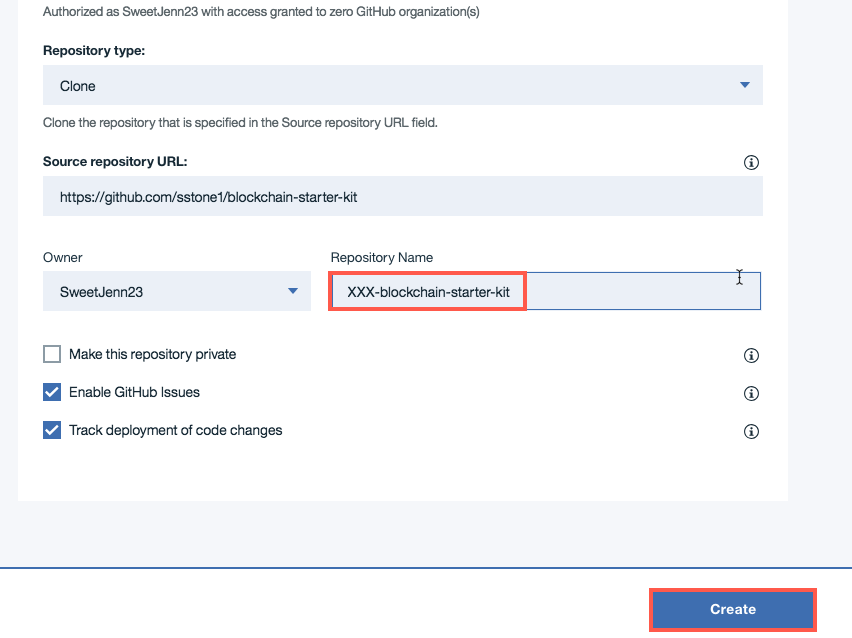 Authorized as SweetJenn23 with access granted to zero GitHub organization(s)
Repository type:
Clone
Clone the repository that is specified in the Source repository URL field.
Source repository URL:
https://github.com/sstone1/blockchain-starter-kit
Owner
Repository Name
SweetJenn23
XXX-blockchain-starter-kit
Make this repository private
Enable GitHub Issues
Track deployment of code changes
Create